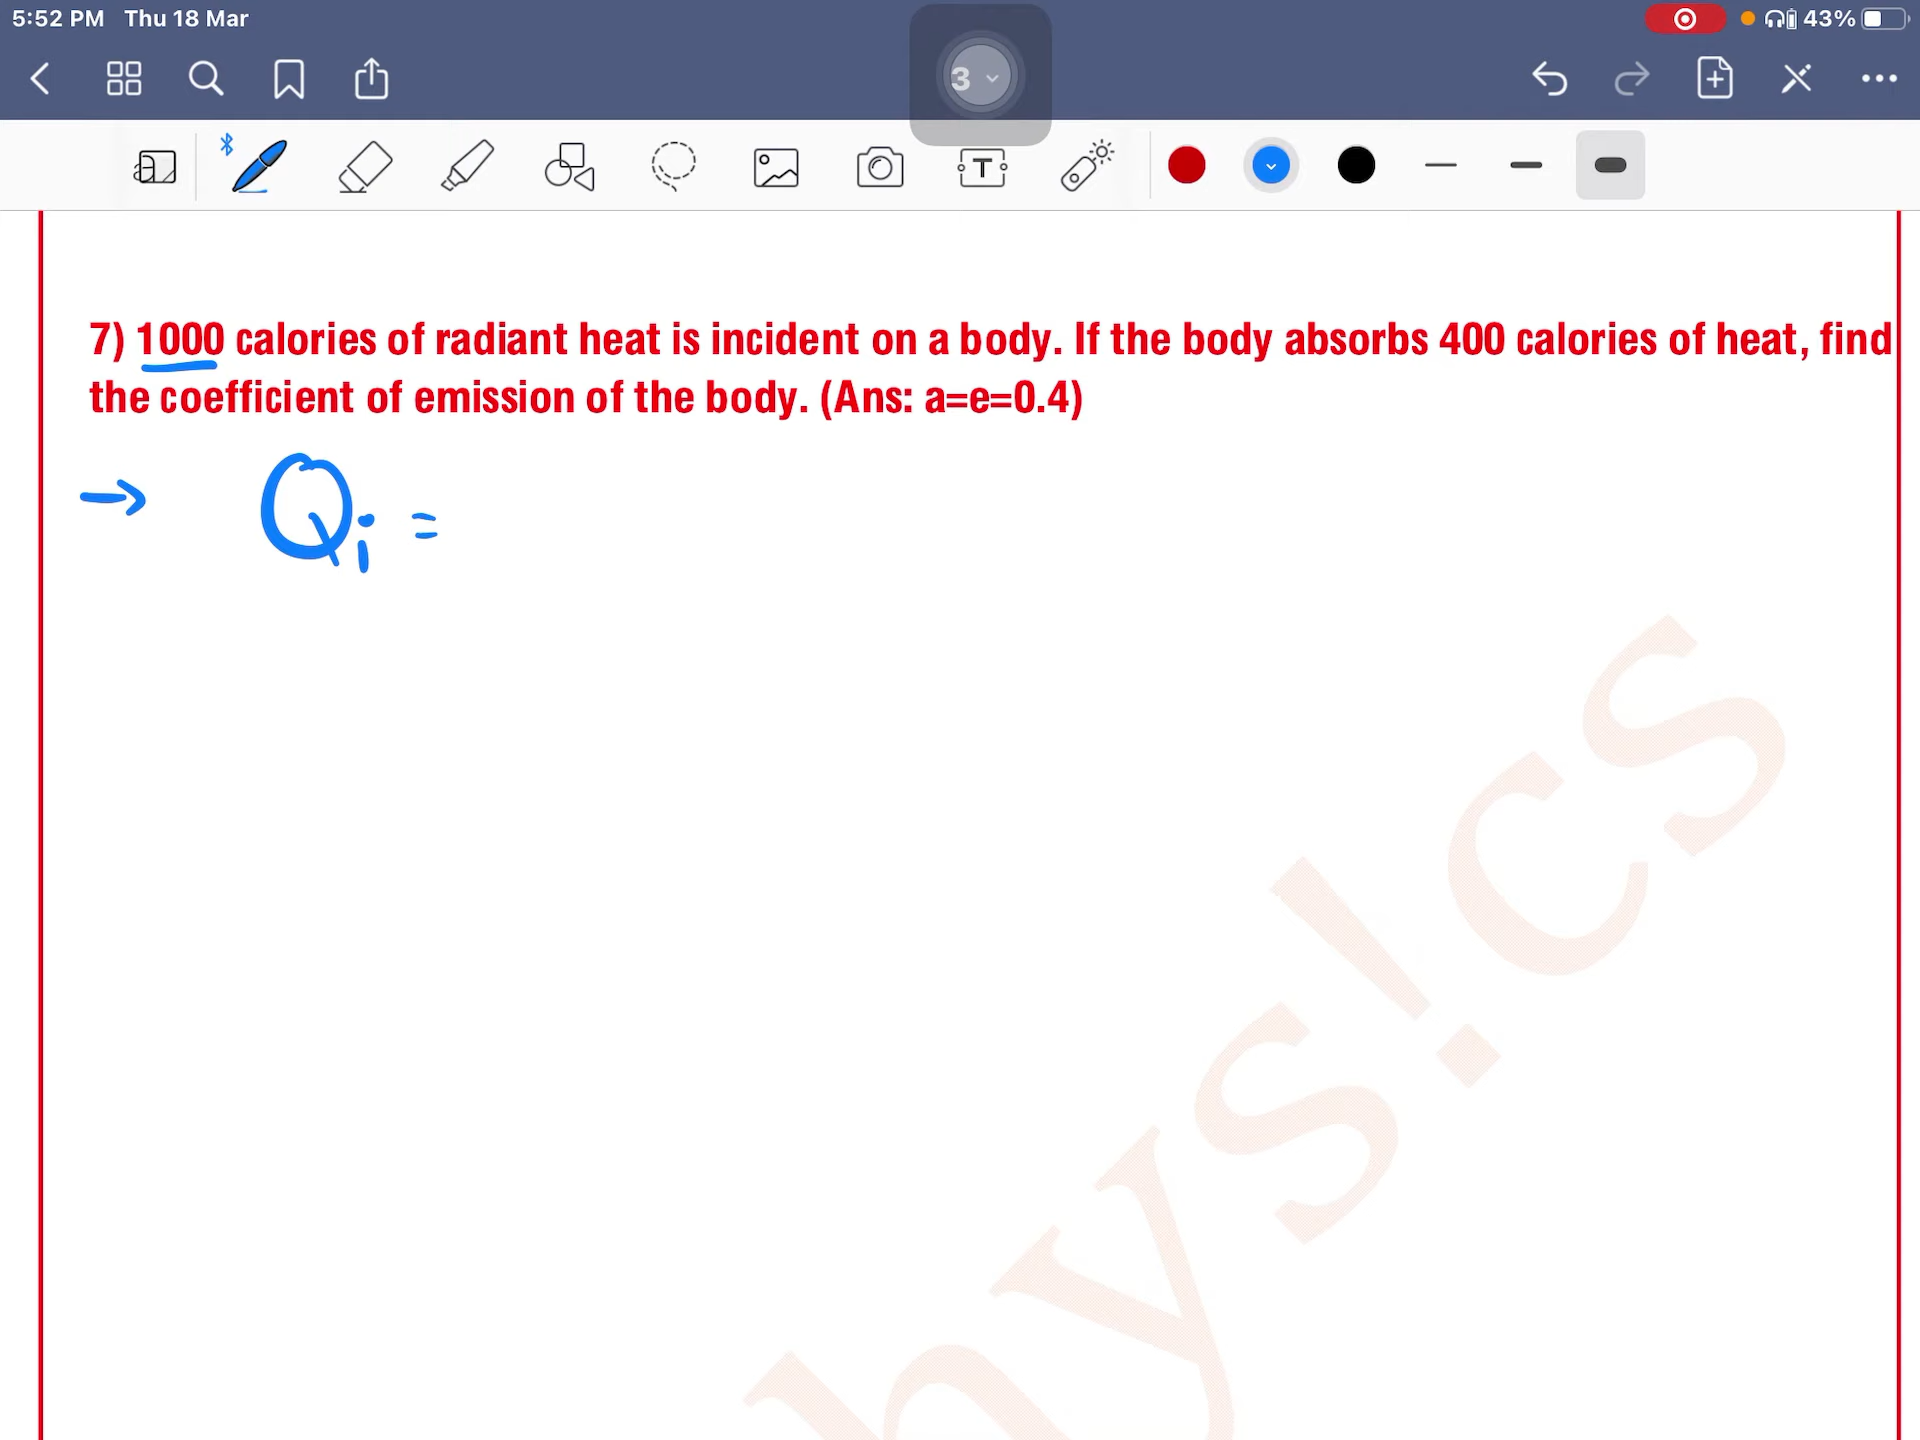 5:52 PM Thu 18 Mar
43%
3
T
7) 1000 calories of radiant heat is incident on a body. If the body absorbs 400 calories of heat, find
the coefficient of emission of the body. (Ans: a=e=0.4)
→ Qi =
hys!cs